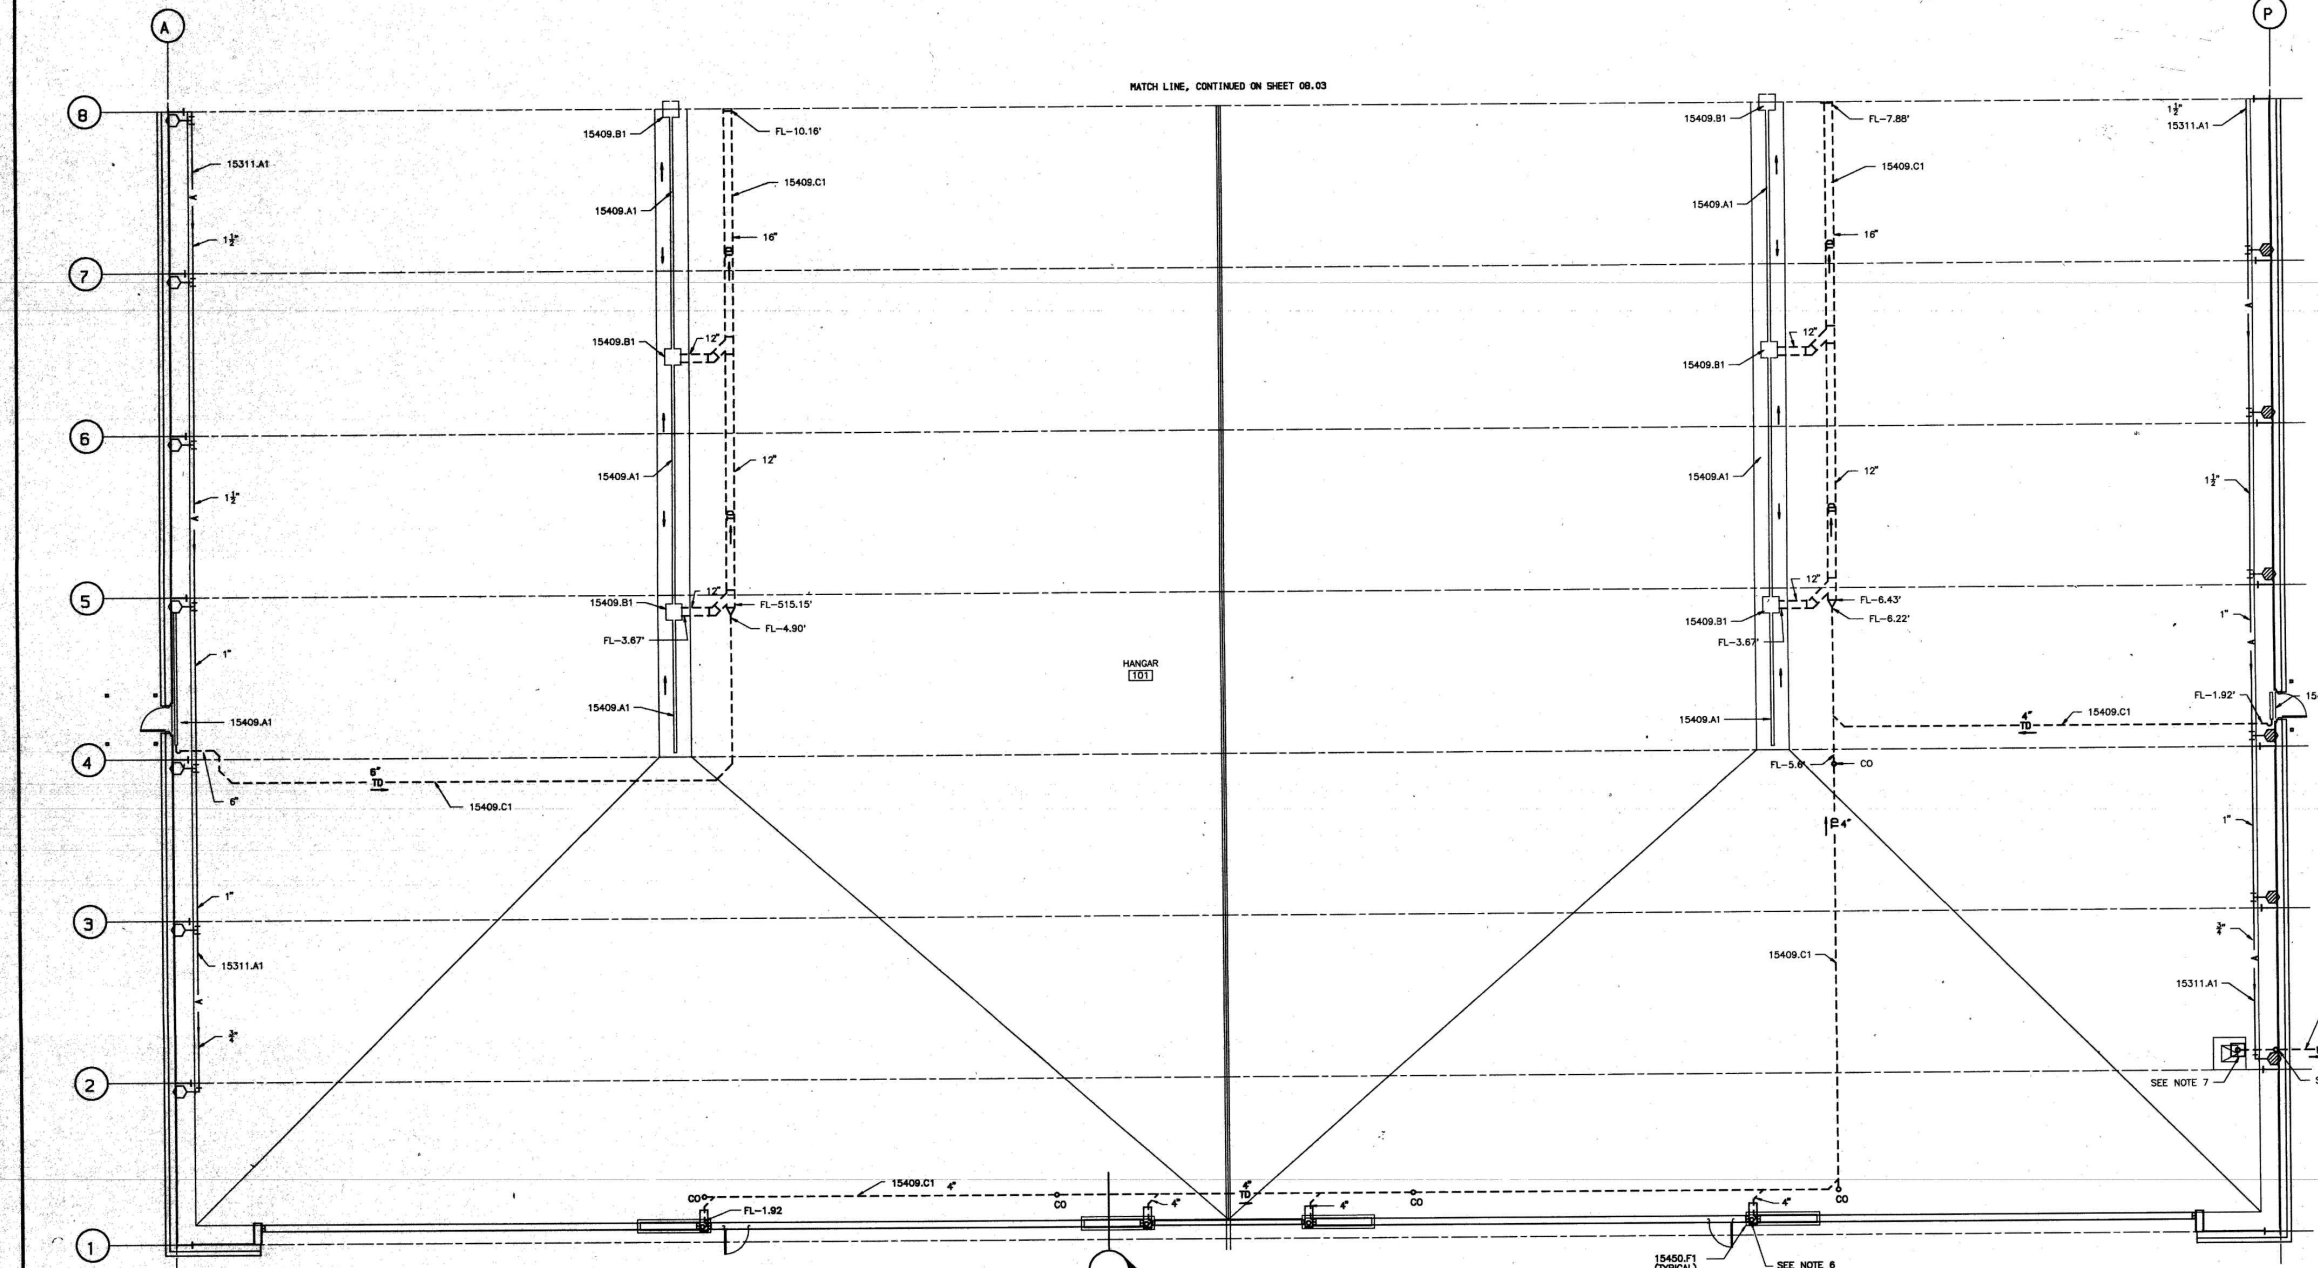 A
P
MATCH LINE, CONTINUED ON SHEET 08.03
8
15409.B1
FL-10.16'
15409.B1
FL-7.88'
1½"
15311.A1
15311.A1
15409.C1
15409.C1
15409.A1
15409.A1
1½"
16"
16"
7
15409.B1
12"
12"
15409.B1
6
15409.A1
12"
15409.A1
12"
1½"
1½"
5
15409.B1
12"
FL-515.15'
12"
FL-6.43'
FL-4.90'
15409.B1
FL-6.22'
1"
FL-3.67'
FL-3.67'
1"
HANGAR
101
15409.A1
15409.A1
15409.A1
FL-1.92'
15
4"
TD
15409.C1
4
FL-5.6'
CO
6"
TD
6"
15409.C1
TD
4"
1"
1"
3
¾"
15311.A1
15409.C1
15311.A1
¾"
2
SEE NOTE 7
S
CO
15409.C1
4"
CO
4"
TD
4"
4"
CO
4"
CO
FL-1.92
1
15450.F1
(TYPICAL)
SEE NOTE 6